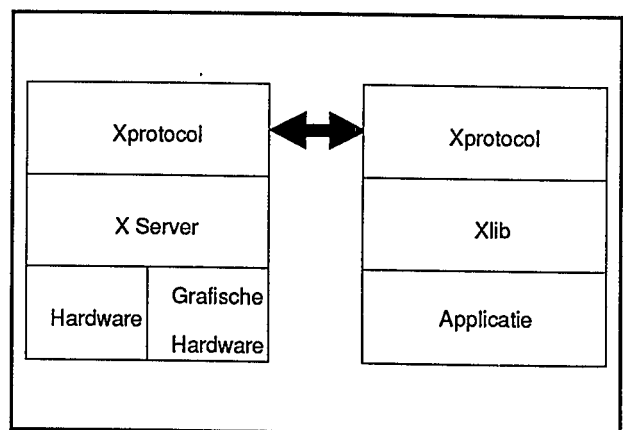 Xprotocol
X Server
Hardware
Grafische
Hardware
Xprotocol
Xlib
Applicatie